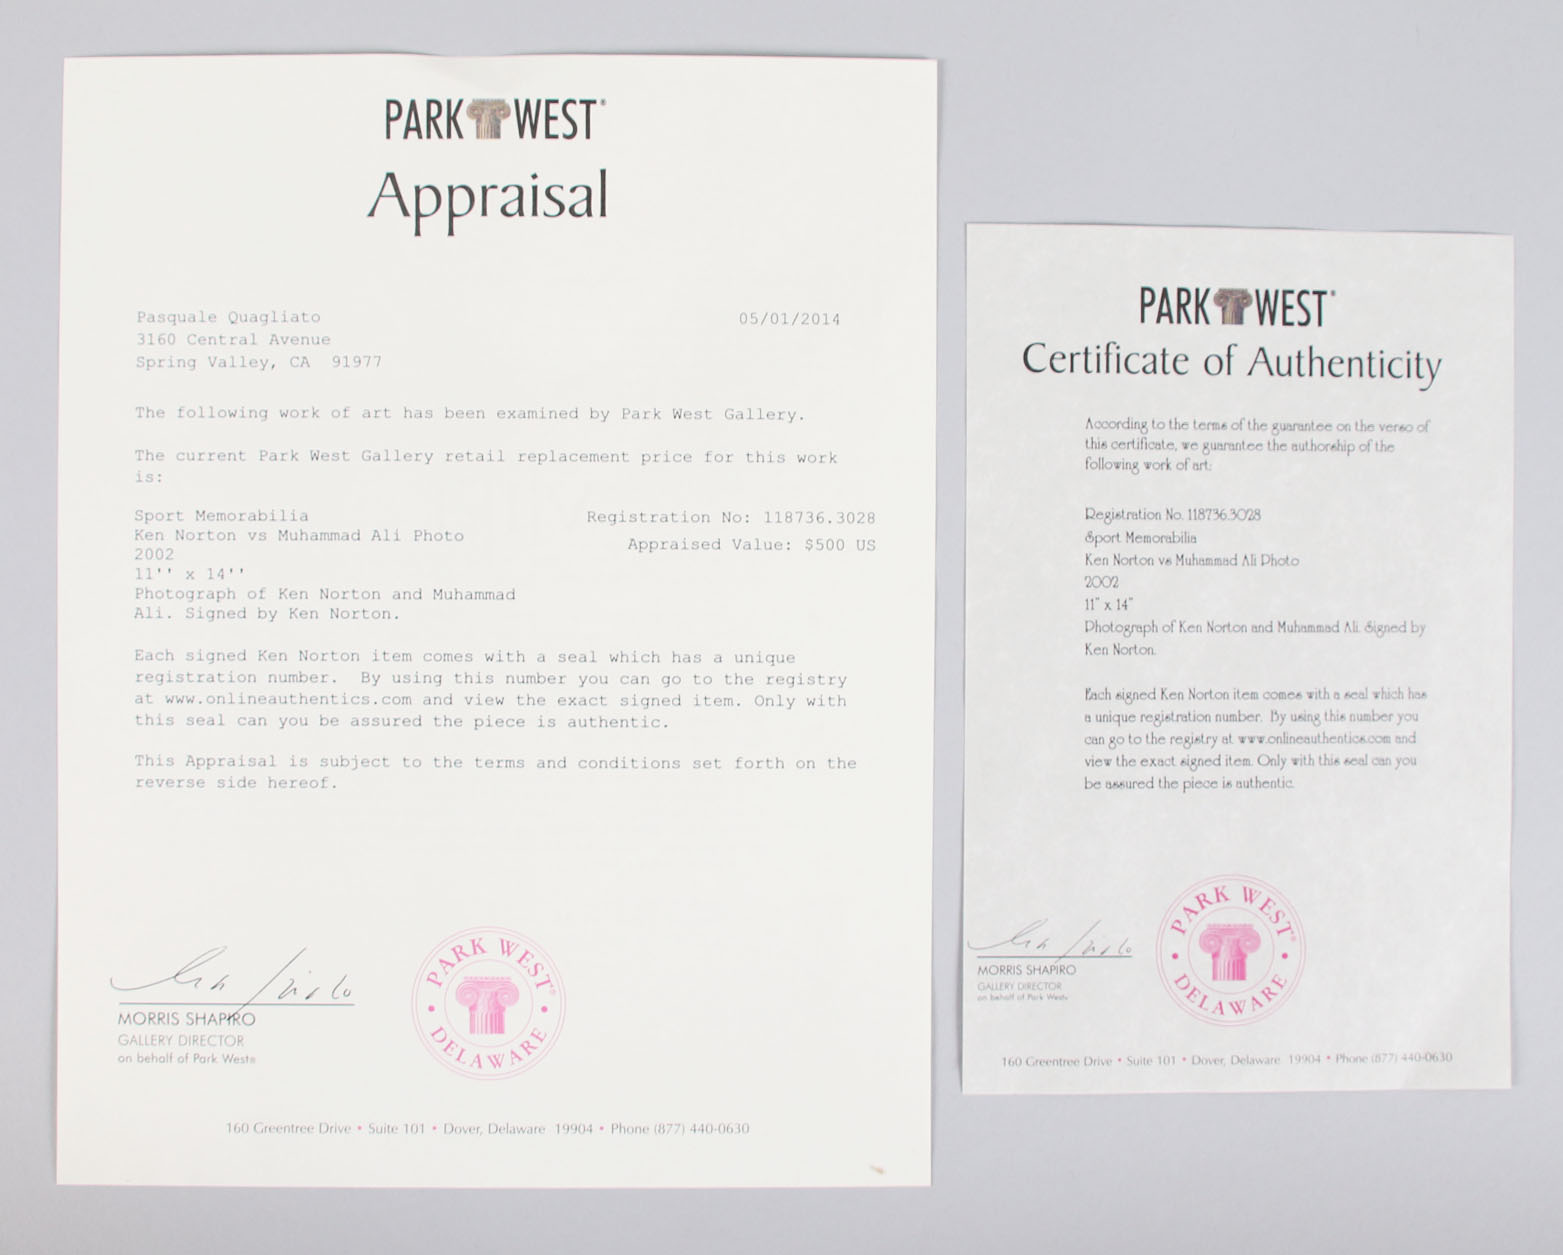 PARK WEST®
Appraisal
Pasquale Quagliato 05/01/2014
3160 Central Avenue
Spring Valley, CA 91977
The following work of art has been examined by Park West Gallery.
The current Park West Gallery retail replacement price for this work
is:
Sport Memorabilia Registration No: 118736.3028
Ken Norton vs Muhammad Ali Photo Appraised Value: $500 US
2002
11'' x 14''
Photograph of Ken Norton and Muhammad
Ali. Signed by Ken Norton.
Each signed Ken Norton item comes with a seal which has a unique
registration number. By using this number you can go to the registry
at www.onlineauthentics.com and view the exact signed item. Only with
this seal can you be assured the piece is authentic.
This Appraisal is subject to the terms and conditions set forth on the
reverse side hereof.
MORRIS SHAPIRO
GALLERY DIRECTOR
on behalf of Park West®
PARK WEST® • DELAWARE •
160 Greentree Drive • Suite 101 • Dover, Delaware 19904 • Phone (877) 440-0630
PARK WEST®
Certificate of Authenticity
According to the terms of the guarantee on the verso of
this certificate, we guarantee the authorship of the
following work of art:
Registration No. 118736.3028
Sport Memorabilia
Ken Norton vs Muhammad Ali Photo
2002
11" x 14"
Photograph of Ken Norton and Muhammad Ali. Signed by
Ken Norton.
Each signed Ken Norton item comes with a seal which has
a unique registration number. By using this number you
can go to the registry at www.onlineauthentics.com and
view the exact signed item. Only with this seal can you
be assured the piece is authentic.
MORRIS SHAPIRO
GALLERY DIRECTOR
on behalf of Park West®
PARK WEST® • DELAWARE •
160 Greentree Drive • Suite 101 • Dover, Delaware 19904 • Phone (877) 440-0630